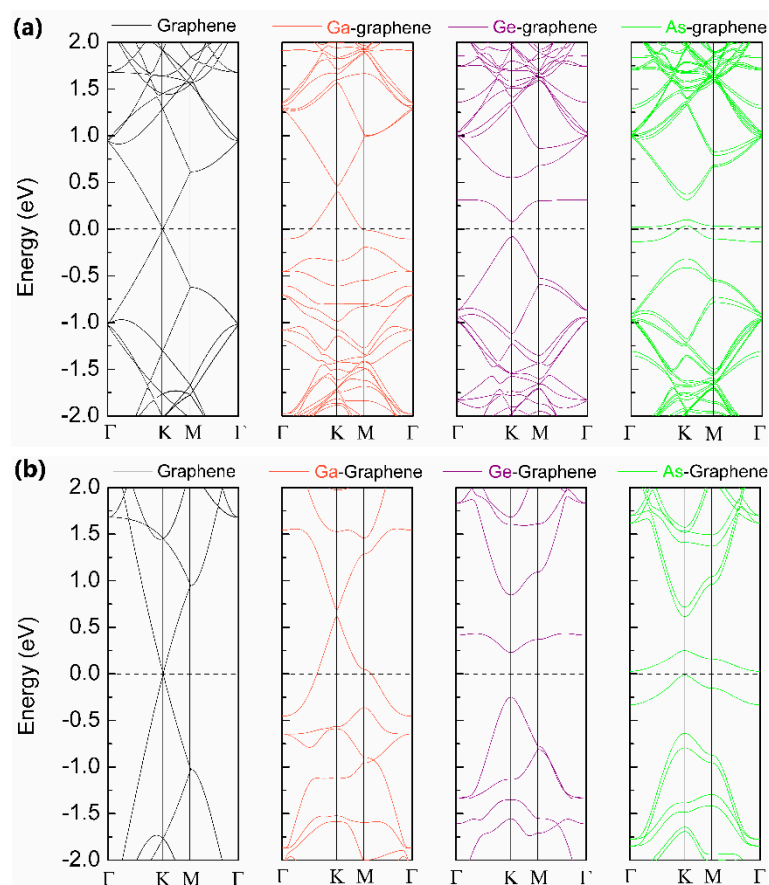 (a)
Graphene
Ga-graphene
Ge-graphene
As-graphene
Energy (eV)
2.0
1.5
1.0
0.5
0.0
-0.5
-1.0
-1.5
-2.0
Γ K M Γ
Γ K M Γ
Γ K M Γ
Γ K M Γ
(b)
Graphene
Ga-Graphene
Ge-Graphene
As-Graphene
Energy (eV)
2.0
1.5
1.0
0.5
0.0
-0.5
-1.0
-1.5
-2.0
Γ K M Γ
Γ K M Γ
Γ K M Γ
Γ K M Γ